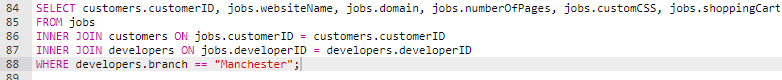 84 SELECT customers.customerID, jobs.websiteName, jobs.domain, jobs.numberOfPages, jobs.customCSS, jobs.shoppingCart
85 FROM jobs
86 INNER JOIN customers ON jobs.customerID = customers.customerID
87 INNER JOIN developers ON jobs.developerID = developers.developerID
88 WHERE developers.branch == "Manchester";
89